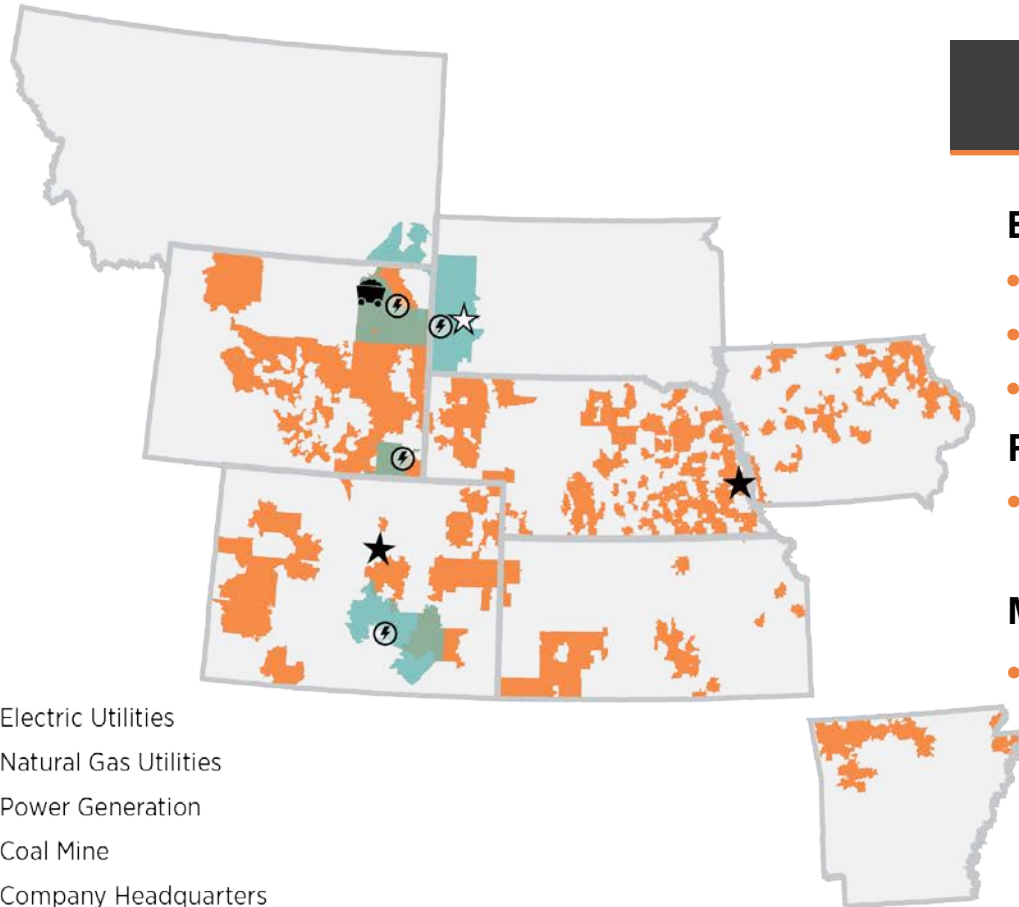 Electric Utilities
Natural Gas Utilities
Power Generation
Coal Mine
Company Headquarters